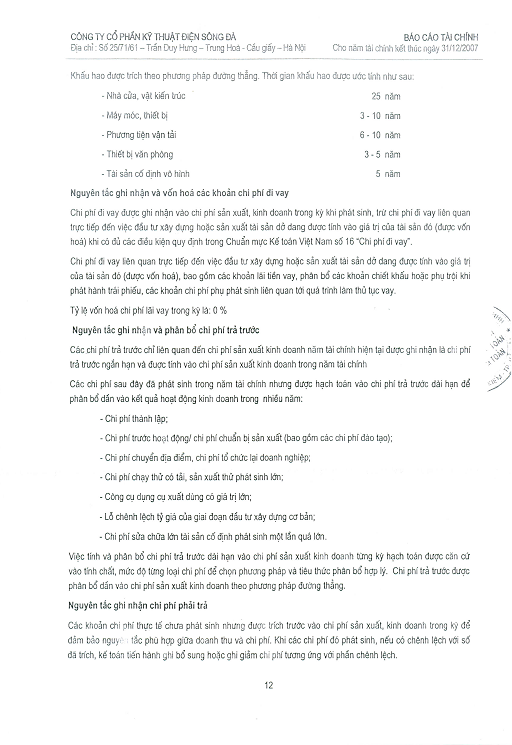 CÔNG TY CỔ PHẦN KỸ THUẬT ĐIỆN SÔNG ĐÀ
BÁO CÁO TÀI CHÍNH
Địa chỉ : Số 25/71/61 – Trần Duy Hưng – Trung Hoà - Cầu giấy – Hà Nội
Cho năm tài chính kết thúc ngày 31/12/2007
Khấu hao được trích theo phương pháp đường thẳng. Thời gian khấu hao được ước tính như sau:
- Nhà cửa, vật kiến trúc 25 năm
- Máy móc, thiết bị 3 - 10 năm
- Phương tiện vận tải 6 - 10 năm
- Thiết bị văn phòng 3 - 5 năm
- Tài sản cố định vô hình 5 năm
Nguyên tắc ghi nhận và vốn hoá các khoản chi phí đi vay
Chi phí đi vay được ghi nhận vào chi phí sản xuất, kinh doanh trong kỳ khi phát sinh, trừ chi phí đi vay liên quan
trực tiếp đến việc đầu tư xây dựng hoặc sản xuất tài sản dở dang được tính vào giá trị của tài sản đó (được vốn
hoá) khi có đủ các điều kiện quy định trong Chuẩn mực Kế toán Việt Nam số 16 "Chi phí đi vay".
Chi phí đi vay liên quan trực tiếp đến việc đầu tư xây dựng hoặc sản xuất tài sản dở dang được tính vào giá trị
của tài sản đó (được vốn hoá), bao gồm các khoản lãi tiền vay, phân bổ các khoản chiết khấu hoặc phụ trội khi
phát hành trái phiếu, các khoản chi phí phụ phát sinh liên quan tới quá trình làm thủ tục vay.
Tỷ lệ vốn hoá chi phí lãi vay trong kỳ là: 0 %
Nguyên tắc ghi nhận và phân bổ chi phí trả trước
Các chi phí trả trước chỉ liên quan đến chi phí sản xuất kinh doanh năm tài chính hiện tại được ghi nhận là chi phí
trả trước ngắn hạn và đuợc tính vào chi phí sản xuất kinh doanh trong năm tài chính
Các chi phí sau đây đã phát sinh trong năm tài chính nhưng được hạch toán vào chi phí trả trước dài hạn để
phân bổ dần vào kết quả hoạt động kinh doanh trong nhiều năm:
- Chi phí thành lập;
- Chi phí trước hoạt động/ chi phí chuẩn bị sản xuất (bao gồm các chi phí đào tạo);
- Chi phí chuyển địa điểm, chi phí tổ chức lại doanh nghiệp;
- Chi phí chạy thử có tải, sản xuất thử phát sinh lớn;
- Công cụ dụng cụ xuất dùng có giá trị lớn;
- Lỗ chênh lệch tỷ giá của giai đoạn đầu tư xây dựng cơ bản;
- Chi phí sửa chữa lớn tài sản cố định phát sinh một lần quá lớn.
Việc tính và phân bổ chi phí trả trước dài hạn vào chi phí sản xuất kinh doanh từng kỳ hạch toán được căn cứ
vào tính chất, mức độ từng loại chi phí để chọn phương pháp và tiêu thức phân bổ hợp lý. Chi phí trả trước được
phân bổ dần vào chi phí sản xuất kinh doanh theo phương pháp đường thẳng.
Nguyên tắc ghi nhận chi phí phải trả
Các khoản chi phí thực tế chưa phát sinh nhưng được trích trước vào chi phí sản xuất, kinh doanh trong kỳ để
đảm bảo nguyên tắc phù hợp giữa doanh thu và chi phí. Khi các chi phí đó phát sinh, nếu có chênh lệch với số
đã trích, kế toán tiến hành ghi bổ sung hoặc ghi giảm chi phí tương ứng với phần chênh lệch.
12